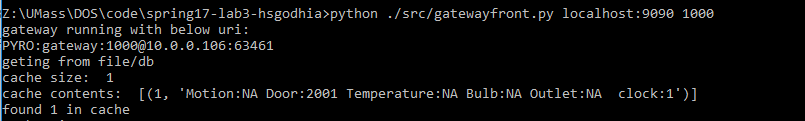 Z:\UMass\DOS\code\spring17-lab3-hsgodhia>python ./src/gatewayfront.py localhost:9090 1000
gateway running with below uri:
PYRO:gateway:1000@10.0.0.106:63461
geting from file/db
cache size:  1
cache contents:  [(1, 'Motion:NA Door:2001 Temperature:NA Bulb:NA Outlet:NA  clock:1')]
found 1 in cache